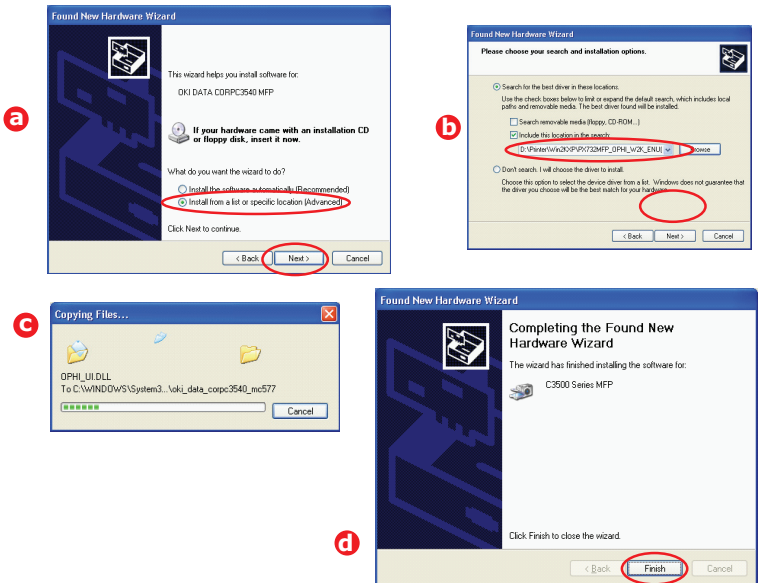 a
Found New Hardware Wizard
This wizard helps you install software for:
OKI DATA CORPC3540 MFP
If your hardware came with an installation CD
or floppy disk, insert it now.
What do you want the wizard to do?
Install the software automatically (Recommended)
Install from a list or specific location (Advanced)
Click Next to continue.
< Back Next > Cancel
b
Found New Hardware Wizard
Please choose your search and installation options.
Search for the best driver in these locations.
Use the check boxes below to limit or expand the default search, which includes local
paths and removable media. The best driver found will be installed.
Search removable media (floppy, CD-ROM...)
Include this location in the search:
D:\Printer\Win2KXP\PX732MFP_OPHI_W2K_ENU( rowse
Don't search. I will choose the driver to install.
Choose this option to select the device driver from a list. Windows does not guarantee that
the driver you choose will be the best match for your hardware.
< Back Next > Cancel
c
Copying Files...
OPHI_UI.DLL
To C:\WINDOWS\System3...\oki_data_corpc3540_mc577
Cancel
d
Found New Hardware Wizard
Completing the Found New
Hardware Wizard
The wizard has finished installing the software for:
C3500 Series MFP
Click Finish to close the wizard.
< Back Finish Cancel